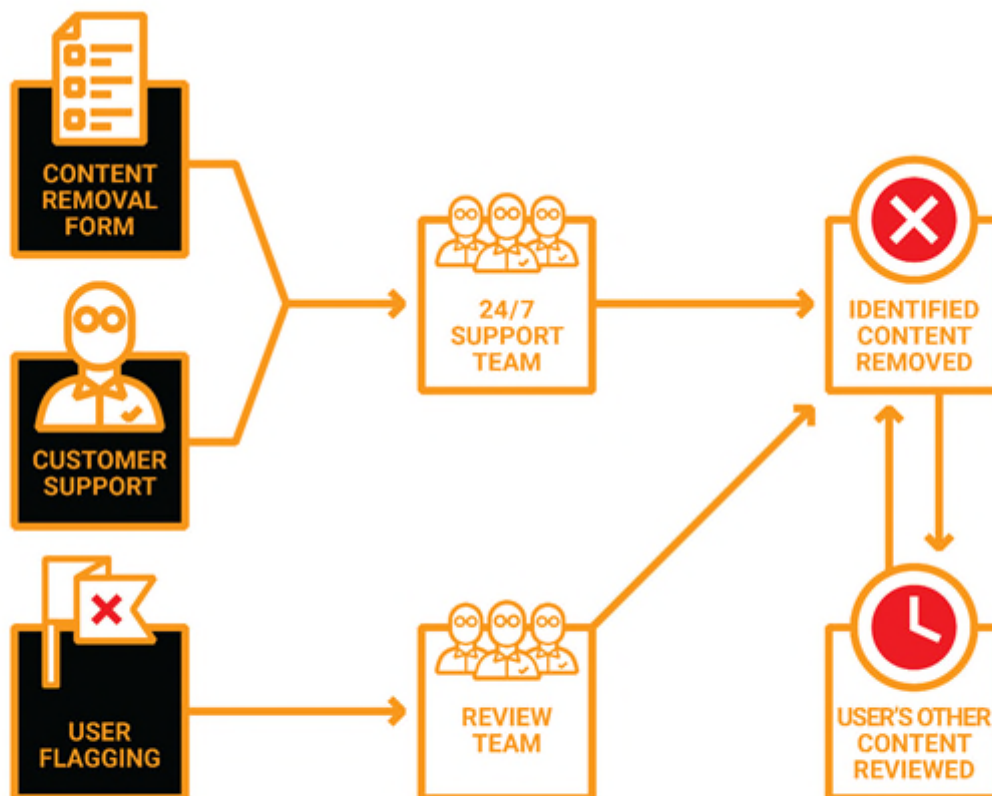 CONTENT
REMOVAL
FORM
24/7
SUPPORT
TEAM
IDENTIFIED
CONTENT
REMOVED
CUSTOMER
SUPPORT
USER
FLAGGING
REVIEW
TEAM
USER'S OTHER
CONTENT
REVIEWED